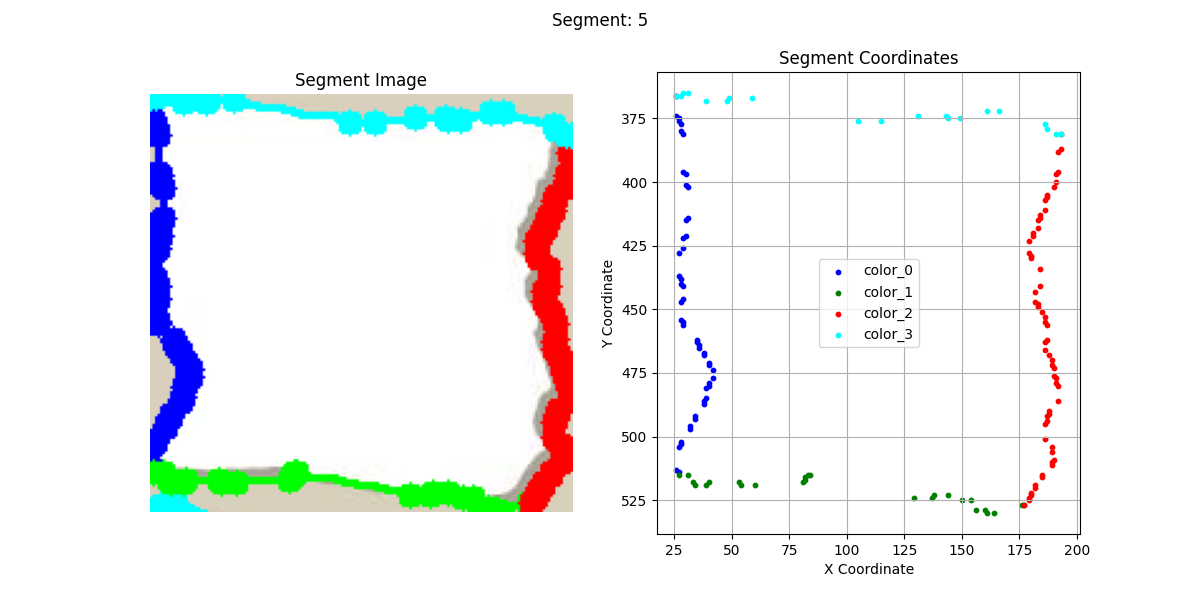 Segment: 5
Segment Image
Segment Coordinates
375
400
425
450
475
500
525
Y Coordinate
color_0
color_1
color_2
color_3
25
50
75
100
125
150
175
200
X Coordinate